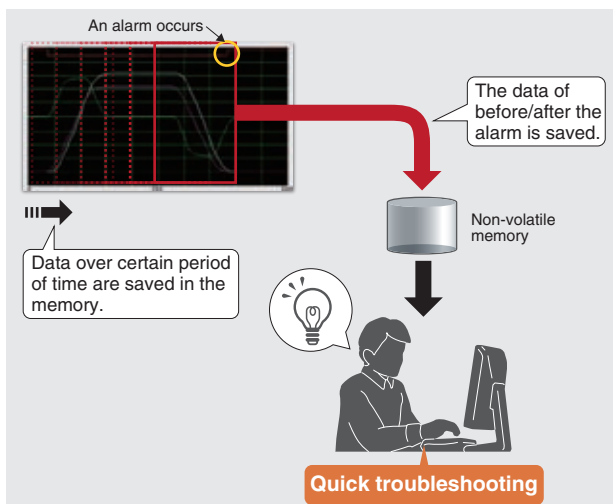 An alarm occurs
The data of
before/after the
alarm is saved.
Non-volatile
memory
Data over certain period
of time are saved in the
memory.
Quick troubleshooting